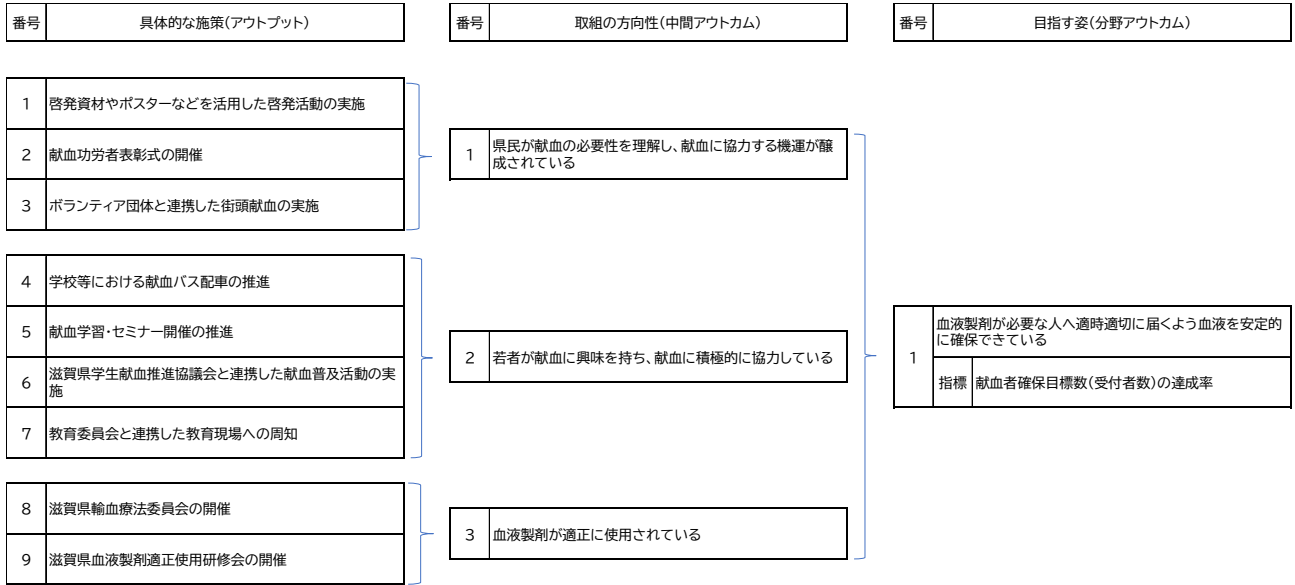 番号 具体的な施策(アウトプット)
番号 取組の方向性(中間アウトカム)
番号 目指す姿(分野アウトカム)
1 啓発資材やポスターなどを活用した啓発活動の実施
2 献血功労者表彰式の開催
3 ボランティア団体と連携した街頭献血の実施
1 県民が献血の必要性を理解し、献血に協力する機運が醸
成されている
4 学校等における献血バス配車の推進
5 献血学習・セミナー開催の推進
6 滋賀県学生献血推進協議会と連携した献血普及活動の実
施
7 教育委員会と連携した教育現場への周知
2 若者が献血に興味を持ち、献血に積極的に協力している
8 滋賀県輸血療法委員会の開催
9 滋賀県血液製剤適正使用研修会の開催
3 血液製剤が適正に使用されている
1 血液製剤が必要な人へ適時適切に届くよう血液を安定的
に確保できている
指標 献血者確保目標数(受付者数)の達成率